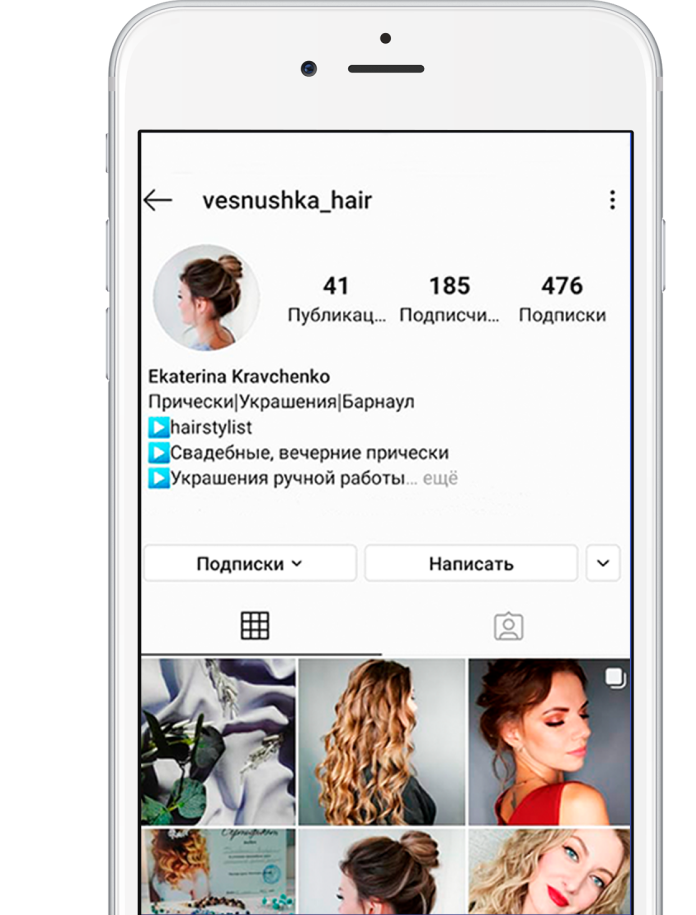 vesnushka_hair
41 185 476
Публикац... Подписчи... Подписки
Ekaterina Kravchenko
Прически|Украшения|Барнаул
▶hairstylist
▶Свадебные, вечерние прически
▶Украшения ручной работы... ещё
Подписки Написать
Сертификат